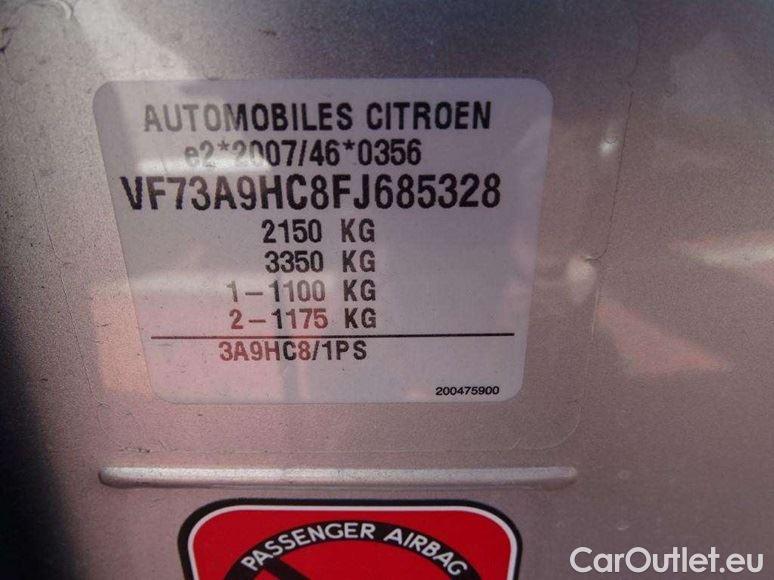 AUTOMOBILES CITROEN
e2*2007/46*0356
VF73A9HC8FJ685328
2150 KG
3350 KG
1-1100 KG
2-1175 KG
3A9HC8/1PS
200475900
PASSENGER AIRBAG
CarOutlet.eu